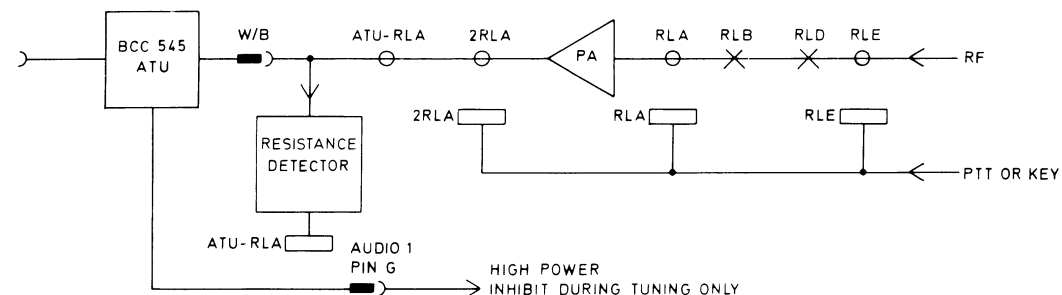 BCC 545
ATU
W/B
ATU-RLA
2RLA
PA
RLA
RLB
RLD
RLE
RF
RESISTANCE
DETECTOR
2RLA
RLA
RLE
PTT OR KEY
ATU-RLA
AUDIO 1
PIN G
HIGH POWER
INHIBIT DURING TUNING ONLY